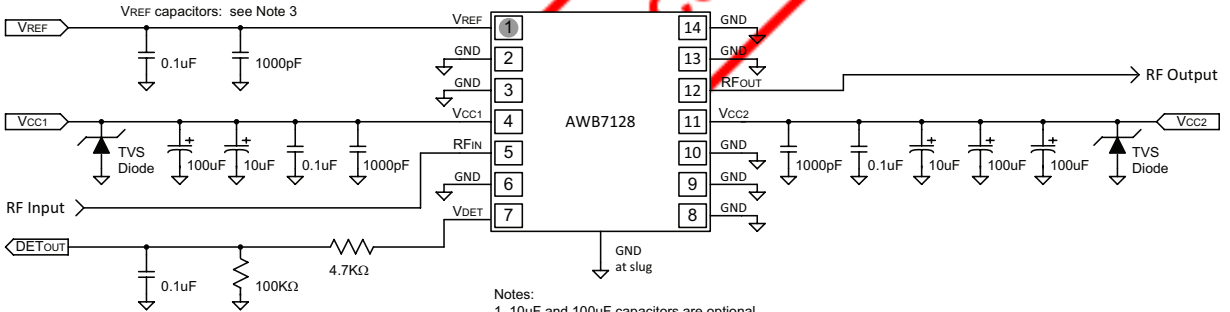 VREF capacitors: see Note 3
VREF
0.1uF
1000pF
VREF
1
GND
2
GND
3
VCC1
TVS
Diode
100uF
10uF
0.1uF
1000pF
VCC1
4
RFIN
5
RF Input
GND
6
VDET
7
DETOUT
0.1uF
100KΩ
4.7KΩ
AWB7128
GND
at slug
14
GND
13
GND
12
RFOUT
RF Output
11
VCC2
VCC2
1000pF
0.1uF
10uF
100uF
100uF
TVS
Diode
10
GND
9
GND
8
GND
Notes:
1. 10uF and 100uF capacitors are optional